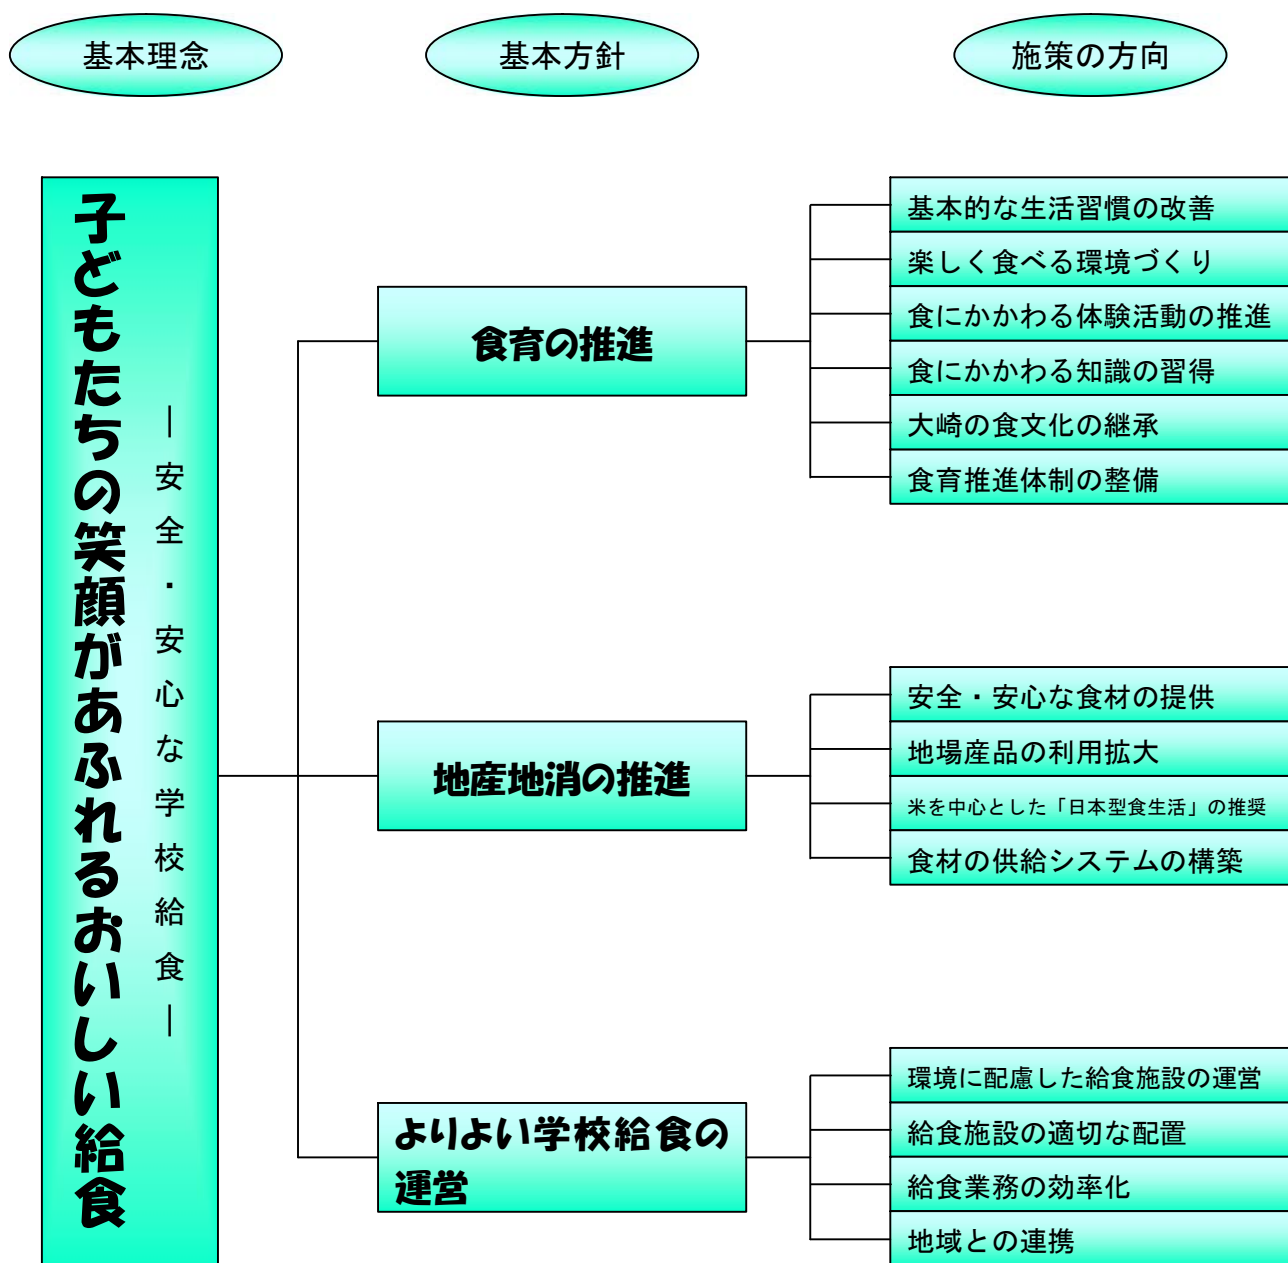 基本理念
基本方針
施策の方向
子どもたちの笑顔があふれるおいしい給食
―安全・安心な学校給食―
食育の推進
基本的な生活習慣の改善
楽しく食べる環境づくり
食にかかわる体験活動の推進
食にかかわる知識の習得
大崎の食文化の継承
食育推進体制の整備
地産地消の推進
安全・安心な食材の提供
地場産品の利用拡大
米を中心とした「日本型食生活」の推奨
食材の供給システムの構築
よりよい学校給食の
運営
環境に配慮した給食施設の運営
給食施設の適切な配置
給食業務の効率化
地域との連携